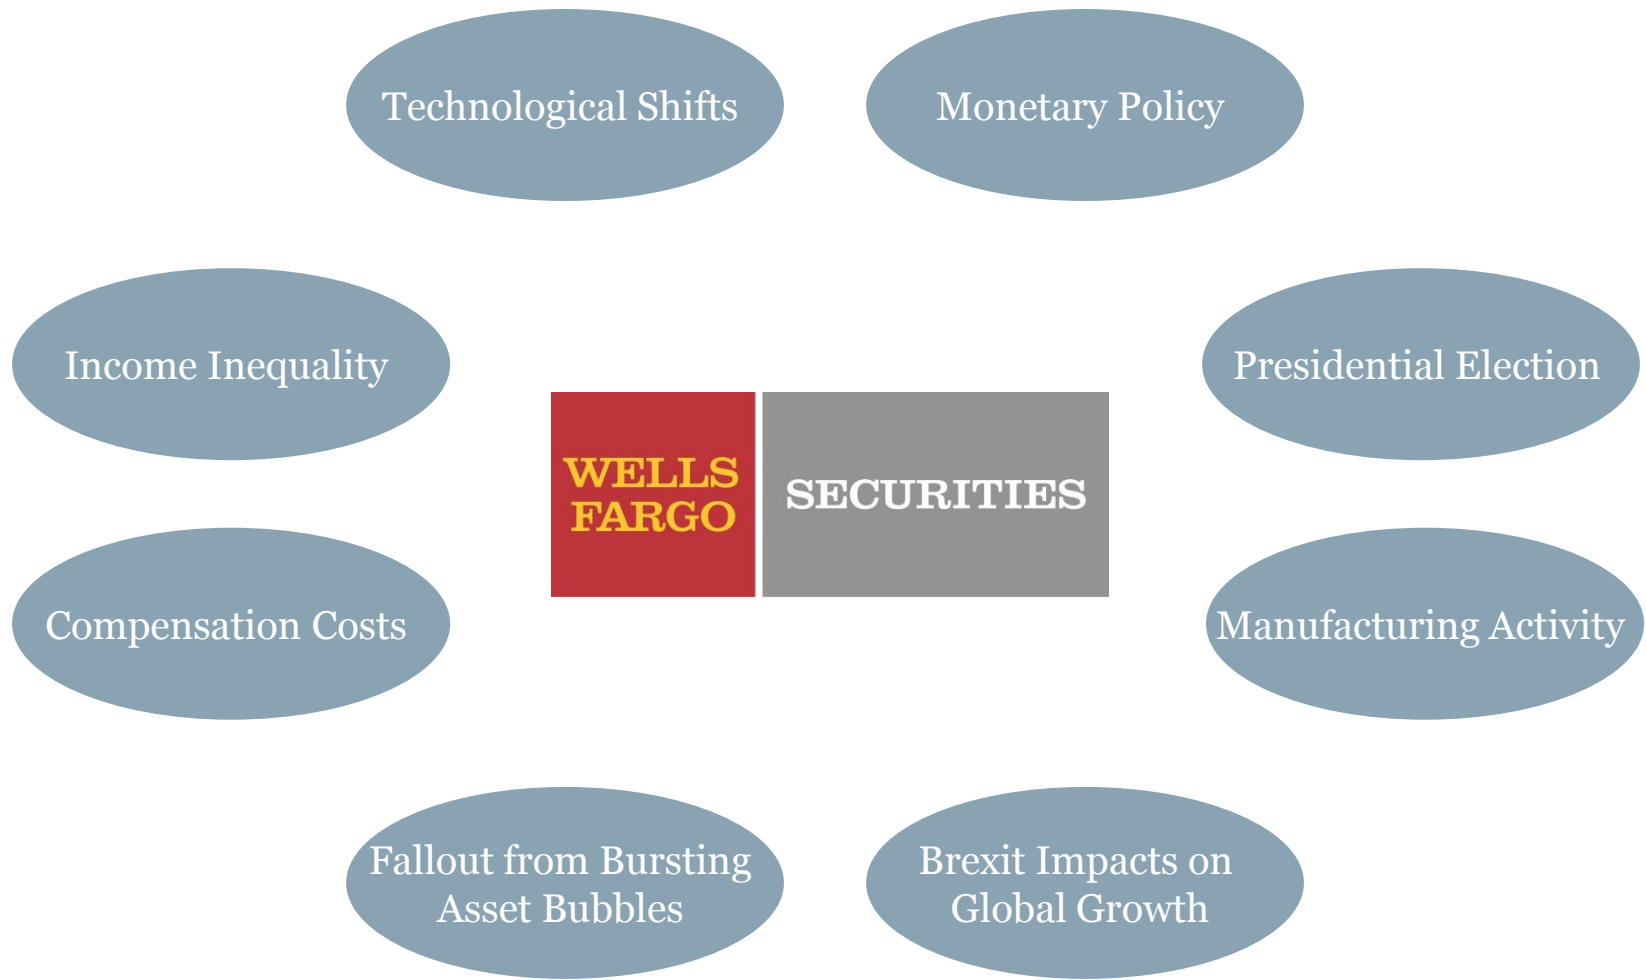 Technological Shifts
Monetary Policy
Income Inequality
Presidential Election
WELLS
FARGO
SECURITIES
Compensation Costs
Manufacturing Activity
Fallout from Bursting
Asset Bubbles
Brexit Impacts on
Global Growth